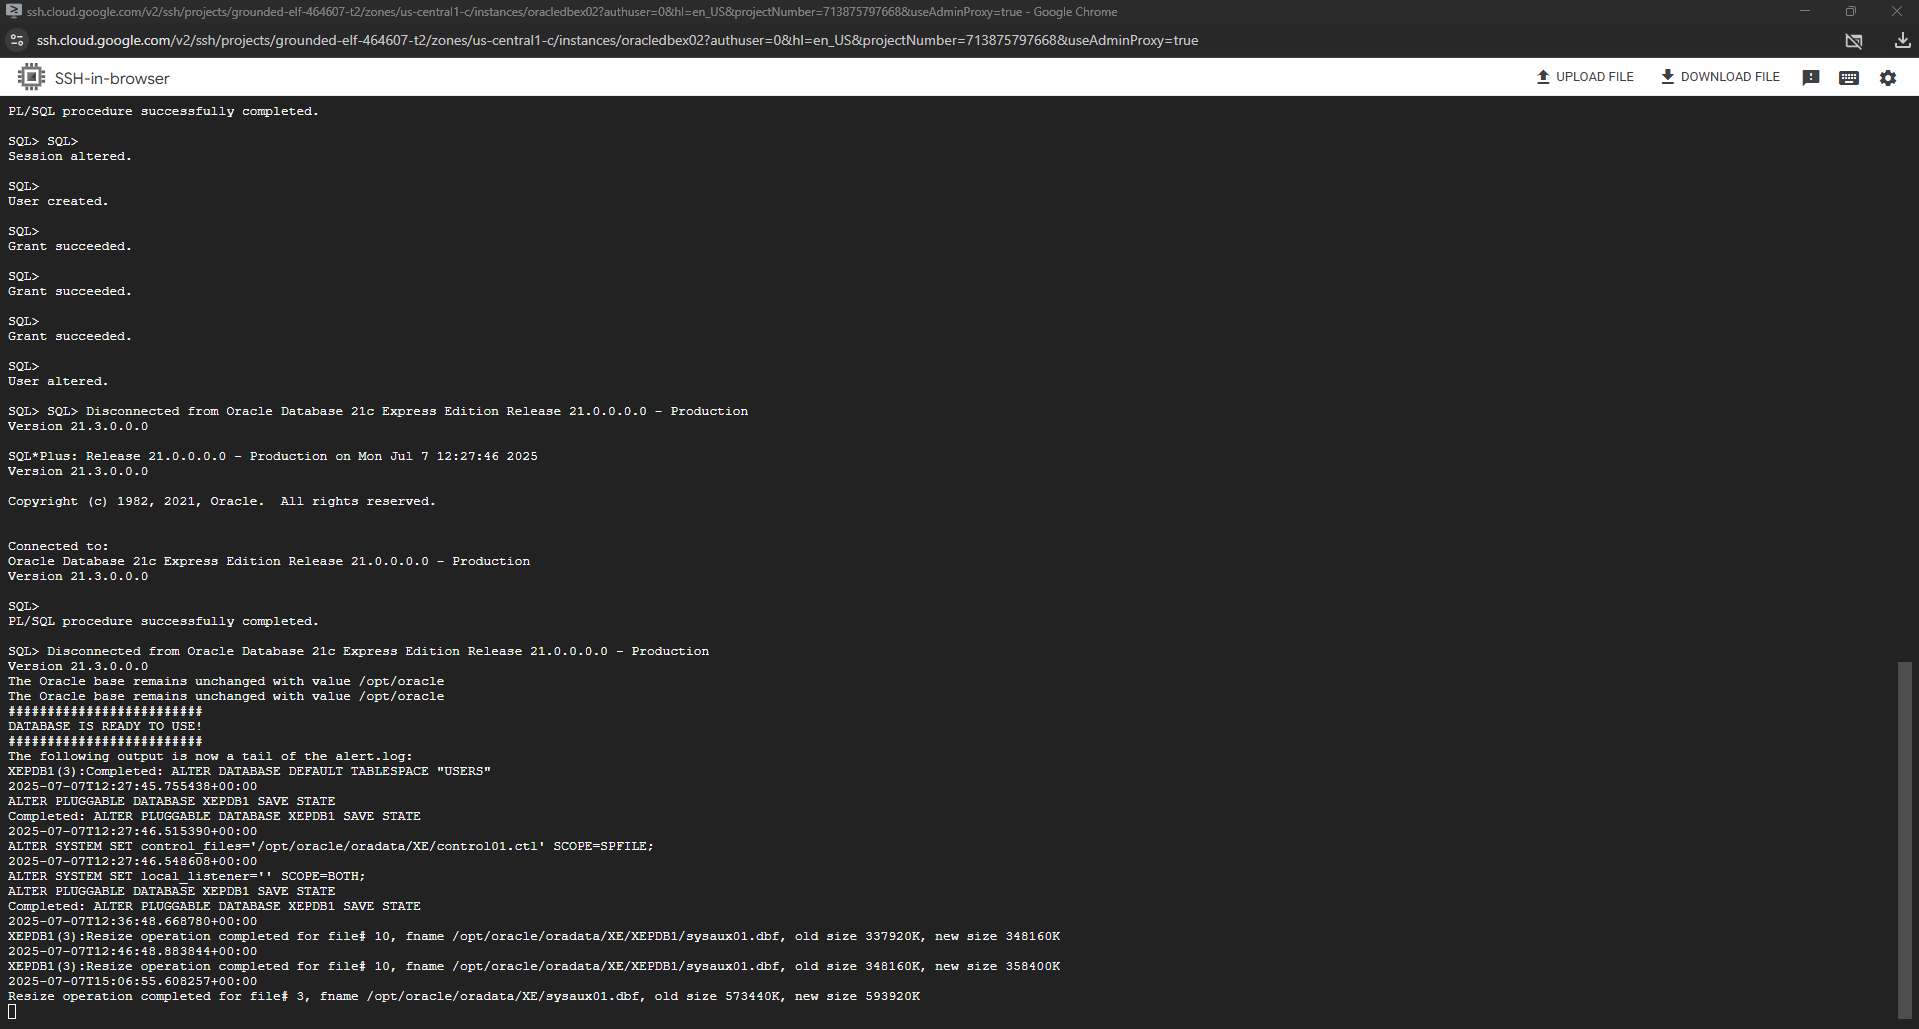 ssh.cloud.google.com/v2/ssh/projects/grounded-elf-464607-t2/zones/us-central1-c/instances/oracledbex02?authuser=0&hl=en_US&projectNumber=713875797668&useAdminProxy=true - Google Chrome
ssh.cloud.google.com/v2/ssh/projects/grounded-elf-464607-t2/zones/us-central1-c/instances/oracledbex02?authuser=0&hl=en_US&projectNumber=713875797668&useAdminProxy=true
SSH-in-browser
UPLOAD FILE
DOWNLOAD FILE
PL/SQL procedure successfully completed.
SQL> SQL>
Session altered.
SQL>
User created.
SQL>
Grant succeeded.
SQL>
Grant succeeded.
SQL>
Grant succeeded.
SQL>
User altered.
SQL> SQL> Disconnected from Oracle Database 21c Express Edition Release 21.0.0.0.0 - Production
Version 21.3.0.0.0
SQL*Plus: Release 21.0.0.0.0 - Production on Mon Jul 7 12:27:46 2025
Version 21.3.0.0.0
Copyright (c) 1982, 2021, Oracle.  All rights reserved.
Connected to:
Oracle Database 21c Express Edition Release 21.0.0.0.0 - Production
Version 21.3.0.0.0
SQL>
PL/SQL procedure successfully completed.
SQL> Disconnected from Oracle Database 21c Express Edition Release 21.0.0.0.0 - Production
Version 21.3.0.0.0
The Oracle base remains unchanged with value /opt/oracle
The Oracle base remains unchanged with value /opt/oracle
#########################
DATABASE IS READY TO USE!
#########################
The following output is now a tail of the alert.log:
XEPDB1(3):Completed: ALTER DATABASE DEFAULT TABLESPACE "USERS"
2025-07-07T12:27:45.755438+00:00
ALTER PLUGGABLE DATABASE XEPDB1 SAVE STATE
Completed: ALTER PLUGGABLE DATABASE XEPDB1 SAVE STATE
2025-07-07T12:27:46.515390+00:00
ALTER SYSTEM SET control_files='/opt/oracle/oradata/XE/control01.ctl' SCOPE=SPFILE;
2025-07-07T12:27:46.548608+00:00
ALTER SYSTEM SET local_listener='' SCOPE=BOTH;
ALTER PLUGGABLE DATABASE XEPDB1 SAVE STATE
Completed: ALTER PLUGGABLE DATABASE XEPDB1 SAVE STATE
2025-07-07T12:36:48.668780+00:00
XEPDB1(3):Resize operation completed for file# 10, fname /opt/oracle/oradata/XE/XEPDB1/sysaux01.dbf, old size 337920K, new size 348160K
2025-07-07T12:46:48.883844+00:00
XEPDB1(3):Resize operation completed for file# 10, fname /opt/oracle/oradata/XE/XEPDB1/sysaux01.dbf, old size 348160K, new size 358400K
2025-07-07T15:06:55.608257+00:00
Resize operation completed for file# 3, fname /opt/oracle/oradata/XE/sysaux01.dbf, old size 573440K, new size 593920K